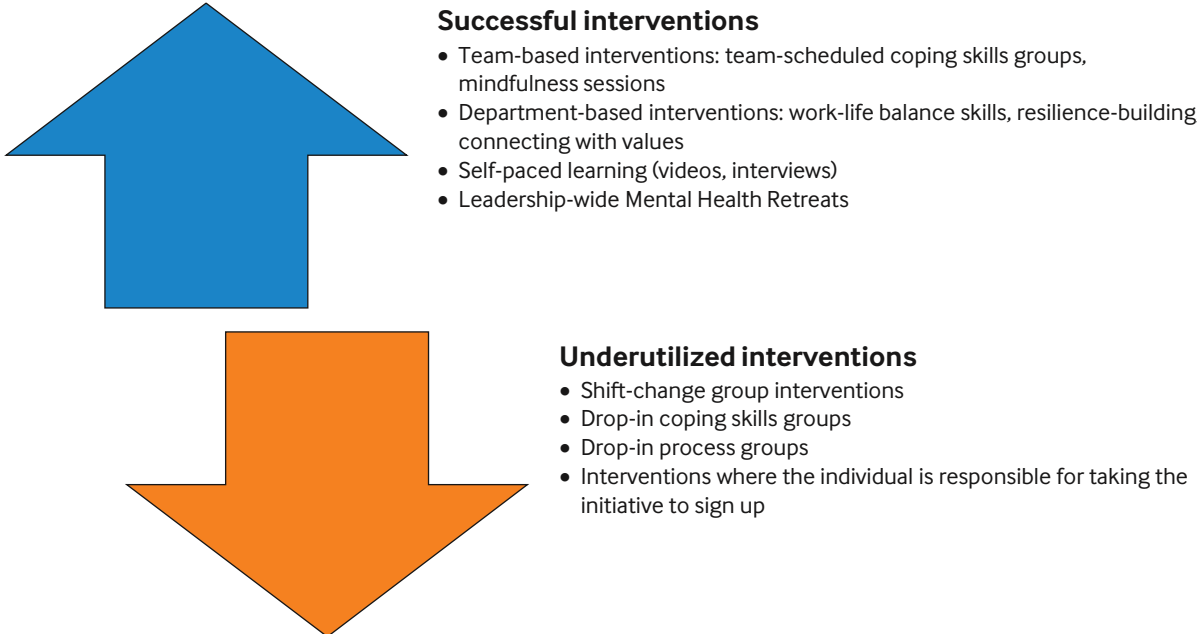 Successful interventions
• Team-based interventions: team-scheduled coping skills groups,
mindfulness sessions
• Department-based interventions: work-life balance skills, resilience-building
connecting with values
• Self-paced learning (videos, interviews)
• Leadership-wide Mental Health Retreats
Underutilized interventions
• Shift-change group interventions
• Drop-in coping skills groups
• Drop-in process groups
• Interventions where the individual is responsible for taking the
initiative to sign up